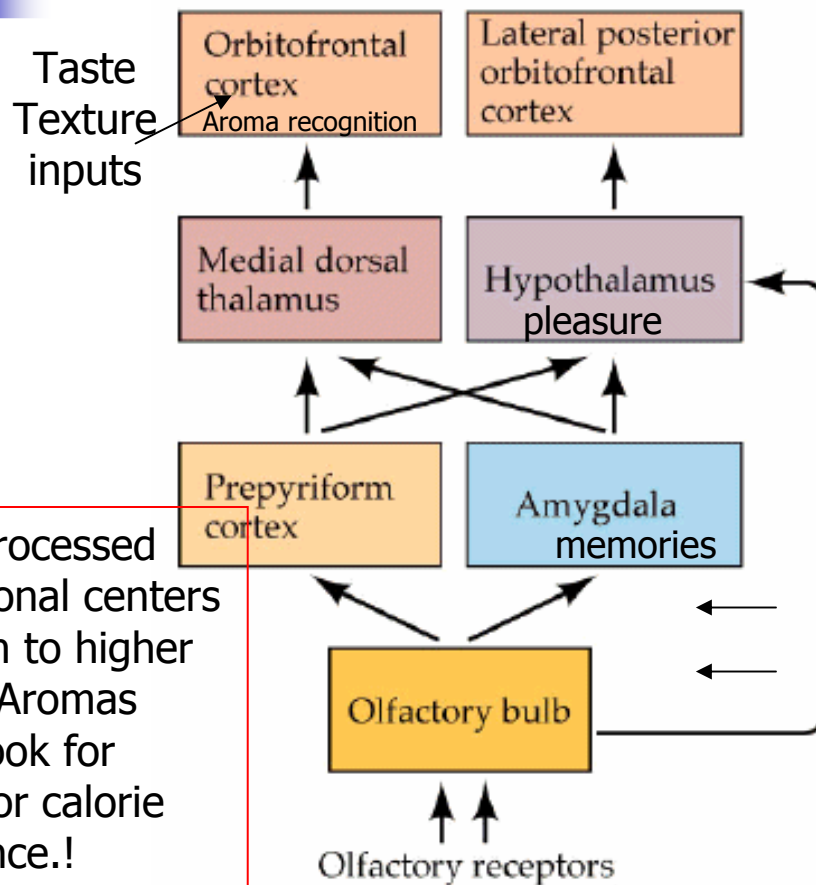 Taste
Texture
inputs
Orbitofrontal
cortex
Aroma recognition
Lateral posterior
orbitofrontal
cortex
Medial dorsal
thalamus
Hypothalamus
pleasure
Prepyriform
cortex
Amygdala
memories
rocessed
onal centers
to higher
Aromas
ook for
or calorie
nce.!
Olfactory bulb
Olfactory receptors